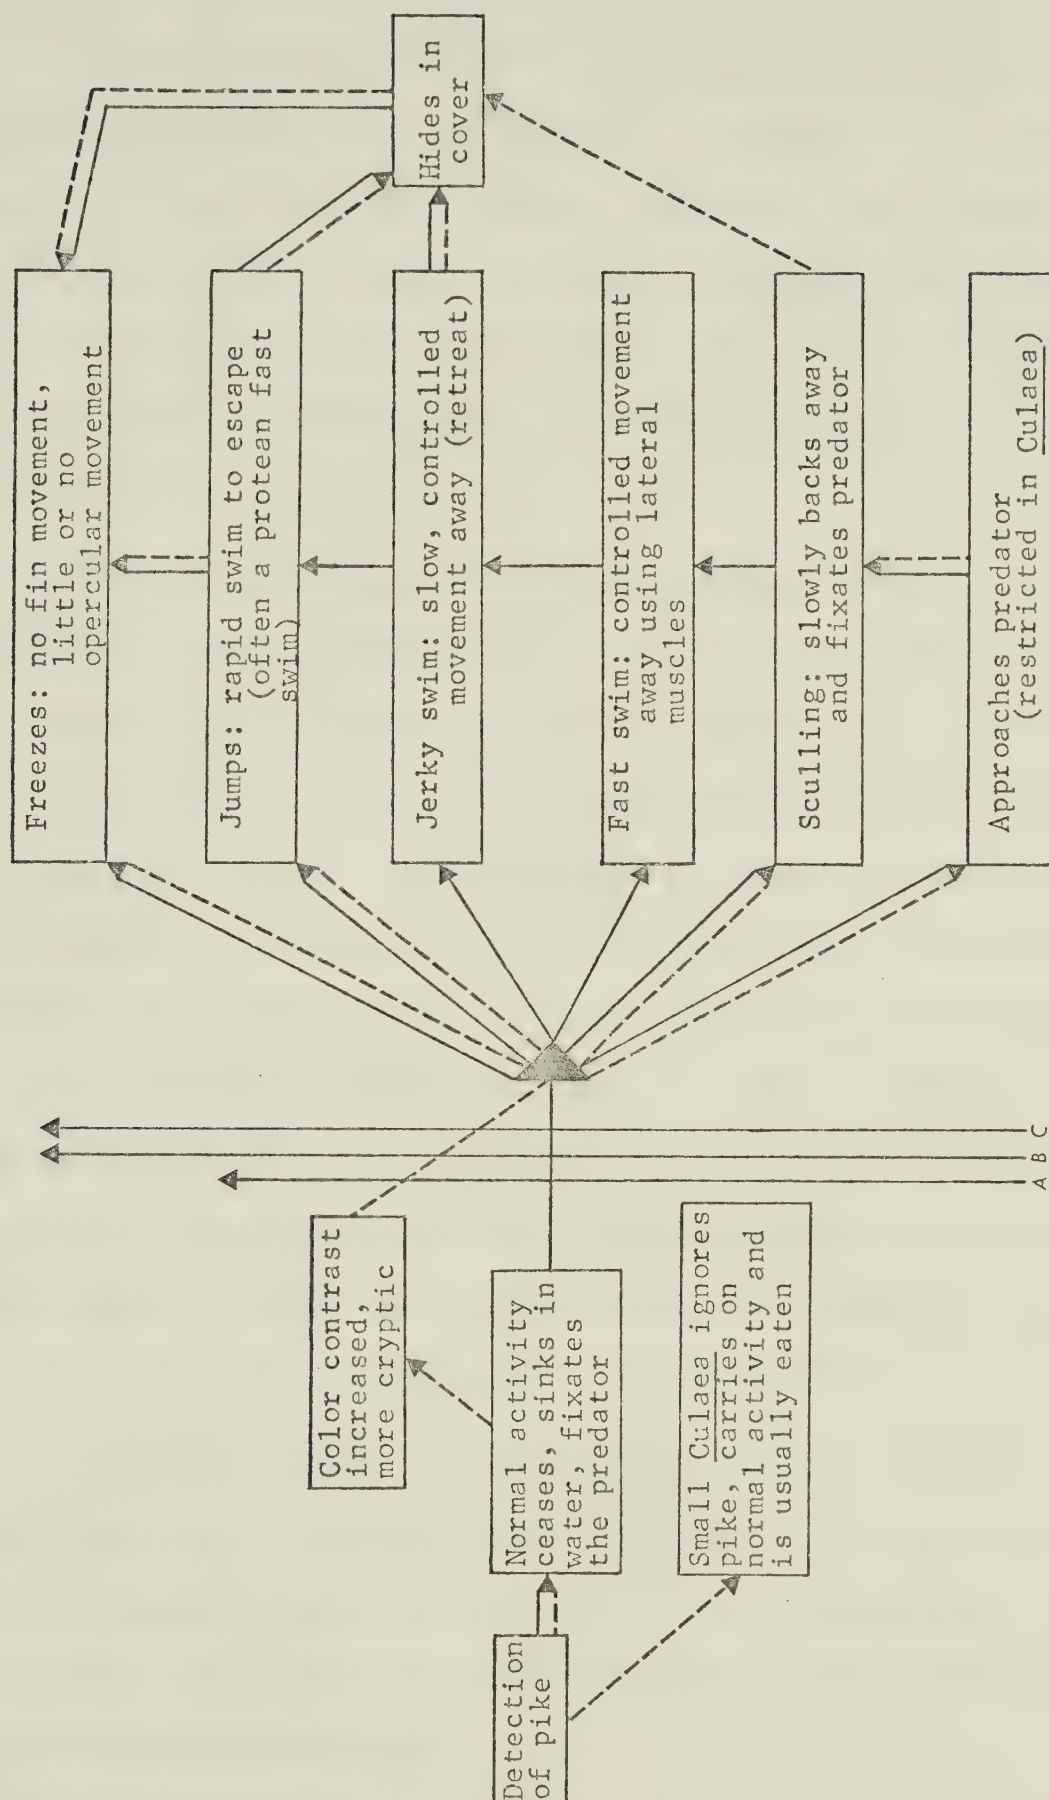 Detection
of pike
Color contrast
increased,
more cryptic
Normal activity
ceases, sinks in
water, fixates
the predator
Small Culaea ignores
pike, carries on
normal activity and
is usually eaten
A
B
C
Freezes: no fin movement,
little or no
opercular movement
Jumps: rapid swim to escape
(often a protean fast
swim)
Jerky swim: slow, controlled
movement away (retreat)
Fast swim: controlled movement
away using lateral
muscles
Sculling: slowly backs away
and fixates predator
Approaches predator
(restricted in Culaea)
Hides in
cover